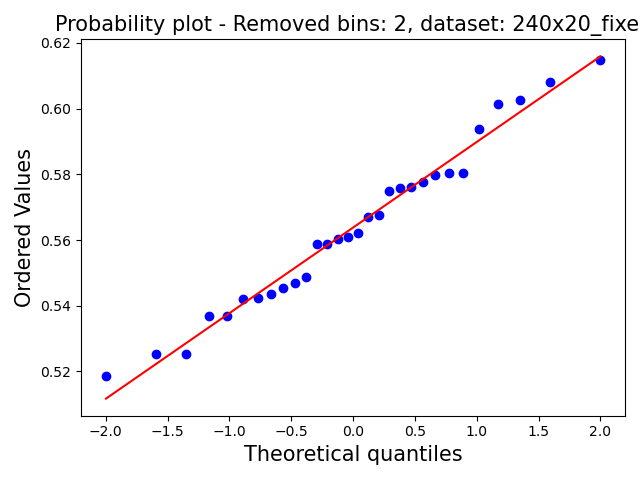 Probability plot - Removed bins: 2, dataset: 240x20_fixe
0.62
0.60
0.58
0.56
0.54
0.52
Ordered Values
−2.0 −1.5 −1.0 −0.5 0.0 0.5 1.0 1.5 2.0
Theoretical quantiles